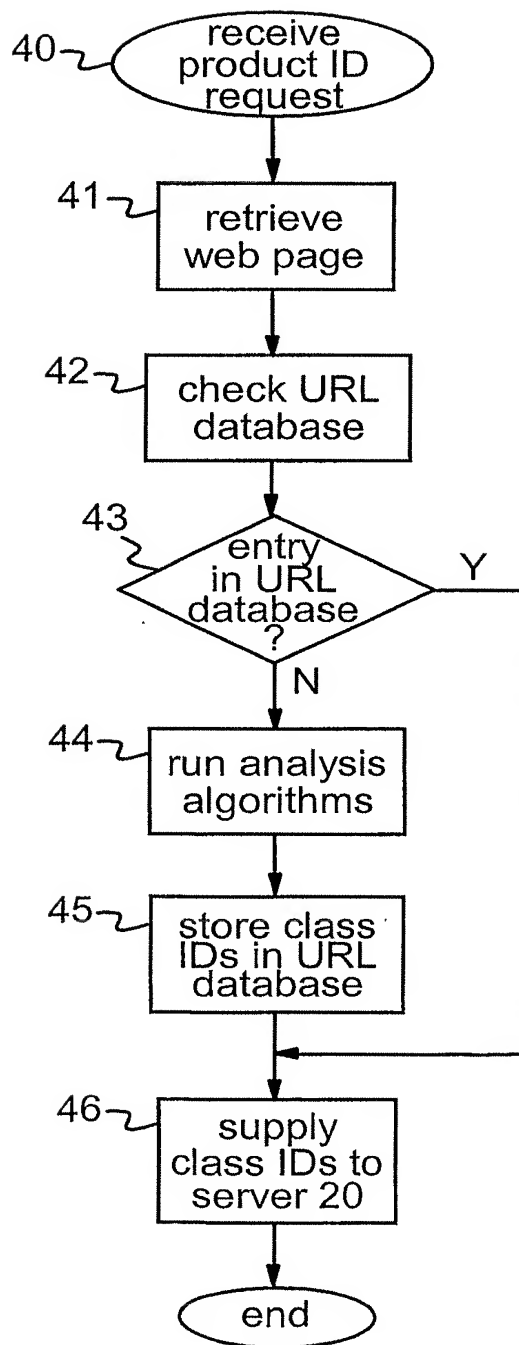 40
receive
product ID
request
41
retrieve
web page
42
check URL
database
43
entry
in URL
database
?
Y
N
44
run analysis
algorithms
45
store class
IDs in URL
database
46
supply
class IDs to
server 20
end